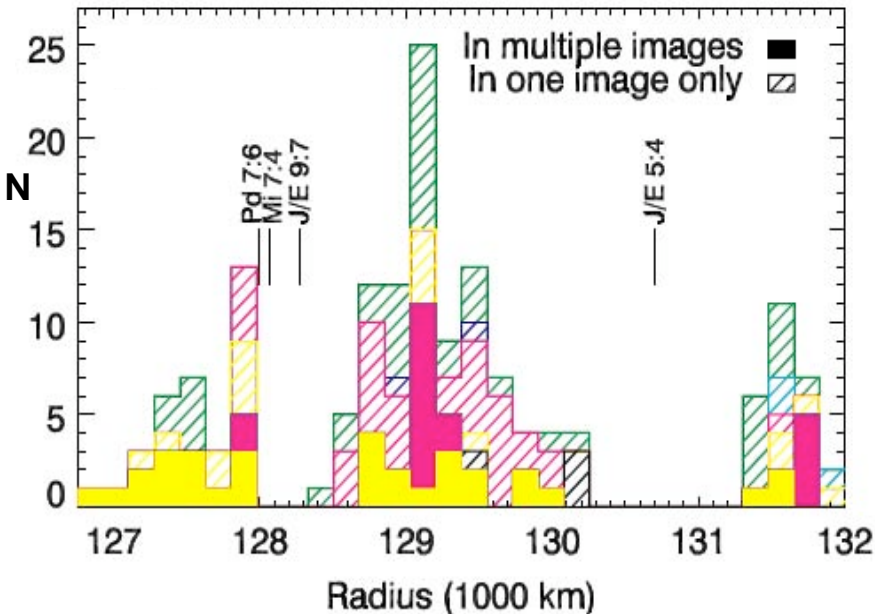 25
20
15
10
5
0
N
In multiple images
In one image only
Pd 7:6
Mi 7:4
J/E 9:7
J/E 5:4
127 128 129 130 131 132
Radius (1000 km)